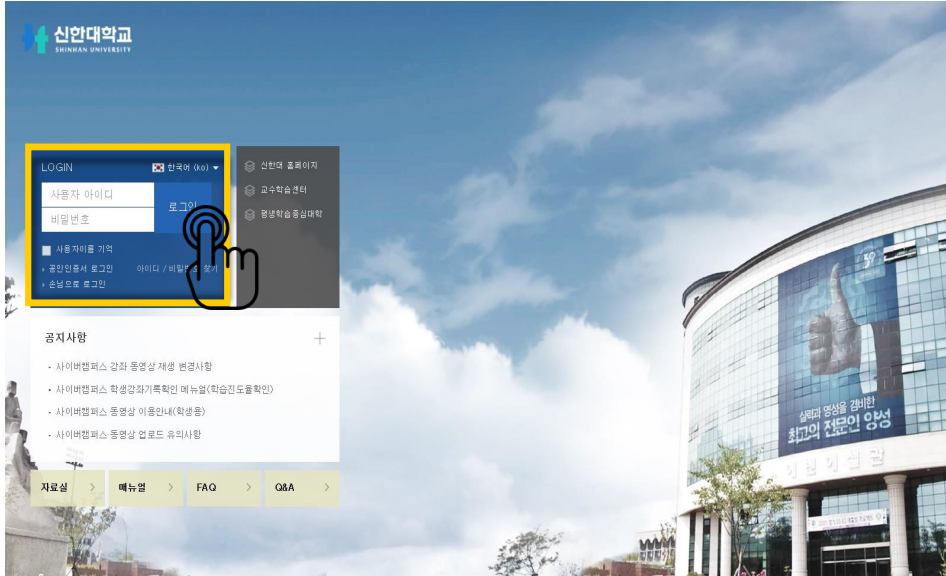 신한대학교
SHINHAN UNIVERSITY
LOGIN
한국어 (ko)
사용자 아이디
비밀번호
로그인
사용자이름 기억
공인인증서 로그인
아이디 / 비밀번호 찾기
손님으로 로그인
신한대 홈페이지
교수학습센터
평생학습중심대학
공지사항
- 사이버캠퍼스 강좌 동영상 재생 변경사항
- 사이버캠퍼스 학생강좌기록확인 메뉴얼(학습진도율확인)
- 사이버캠퍼스 동영상 이용안내(학생용)
- 사이버캠퍼스 동영상 업로드 유의사항
자료실
메뉴얼
FAQ
Q&A
39
실력과 영성을 겸비한
최고의 전문인 양성